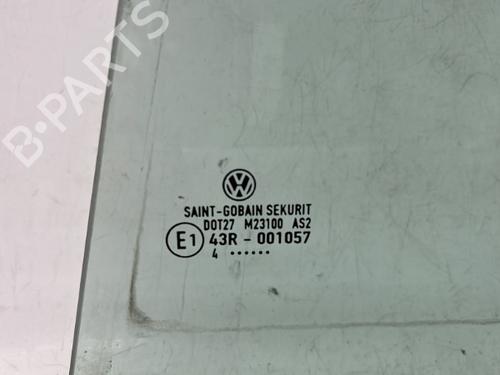 B-PARTS
SAINT-GOBAIN SEKURIT
DOT27 M23100 AS2
E1 43R - 001057
4 ······